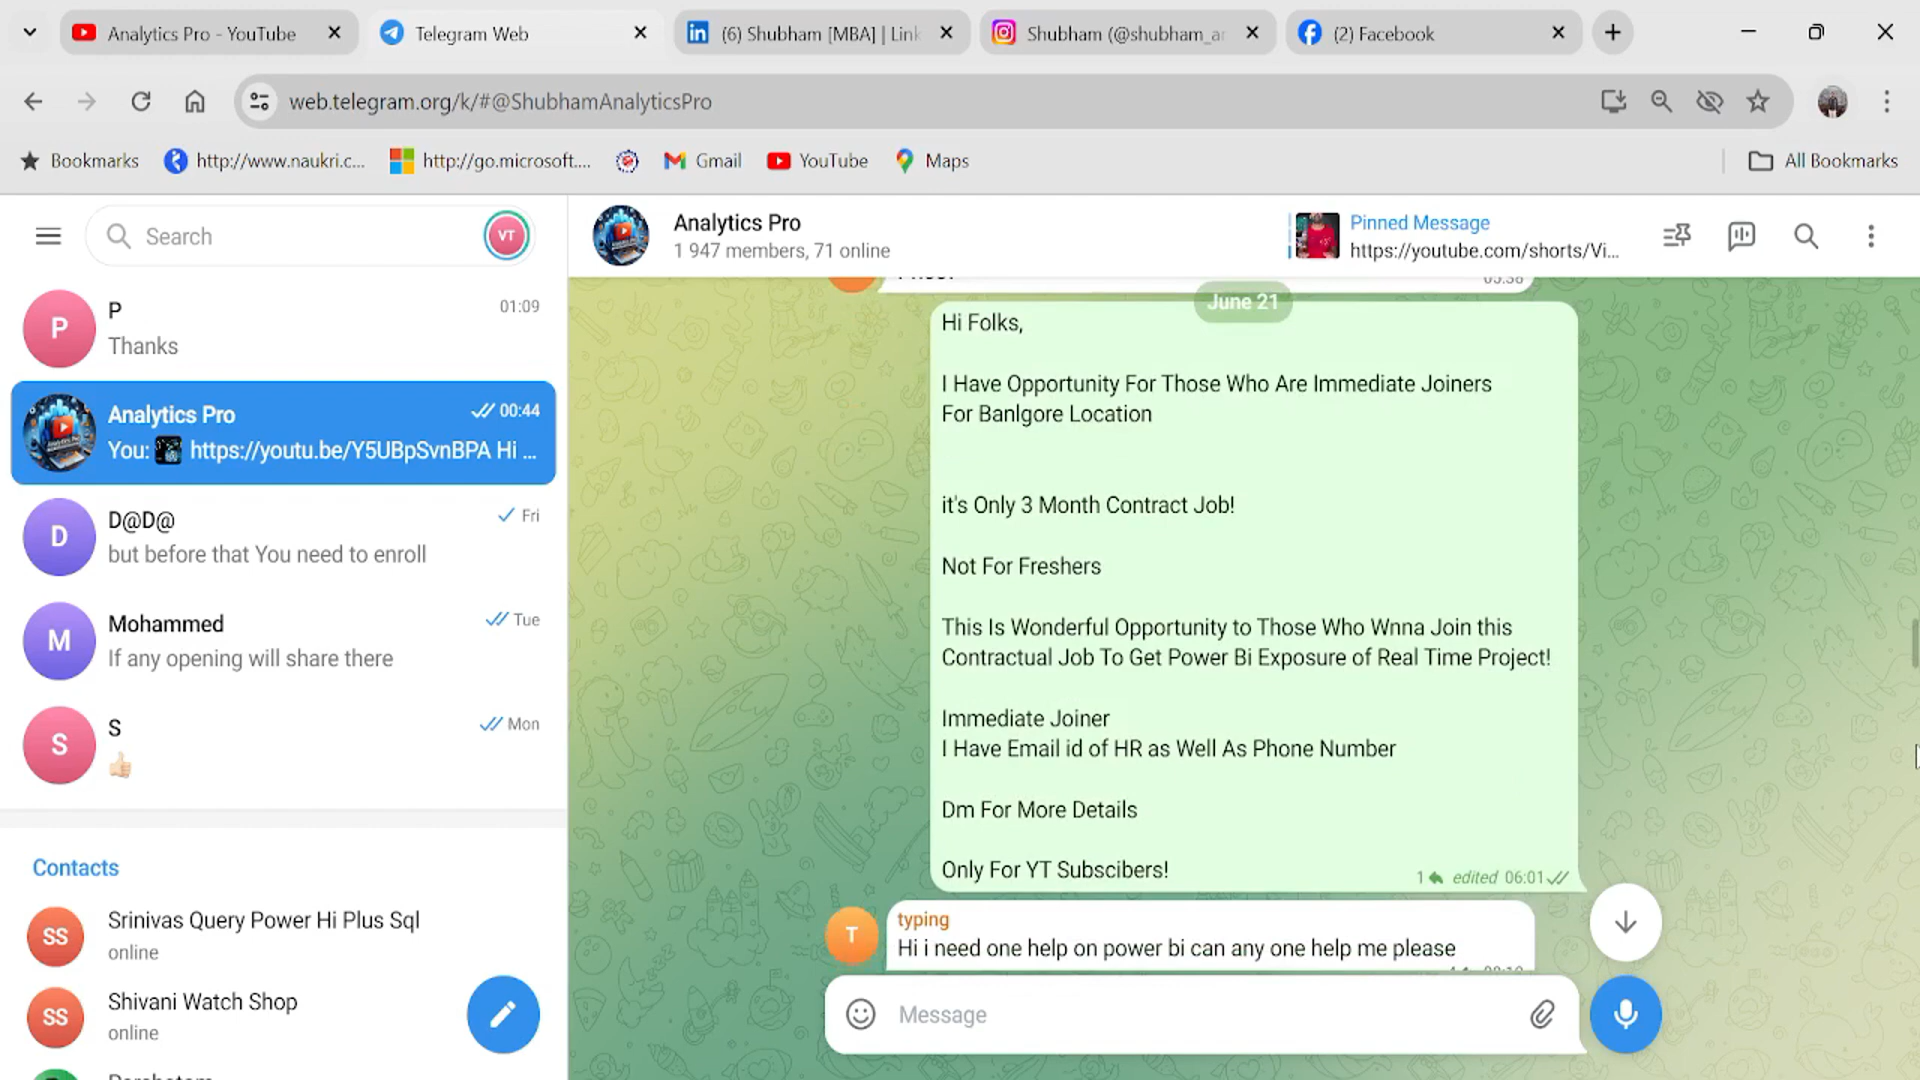 Analytics Pro - YouTube
Telegram Web
(6) Shubham [MBA] | Link
Shubham (@shubham_ar
(2) Facebook
web.telegram.org/k/#@ShubhamAnalyticsPro
Bookmarks
http://www.naukri.c...
http://go.microsoft....
Gmail
YouTube
Maps
All Bookmarks
Search
VT
P
P
01:09
Thanks
Analytics Pro
00:44
You: https://youtu.be/Y5UBpSvnBPA Hi ...
D
D@D@
Fri
but before that You need to enroll
M
Mohammed
Tue
If any opening will share there
S
S
Mon
Contacts
SS
Srinivas Query Power Hi Plus Sql
online
SS
Shivani Watch Shop
online
Analytics Pro
1 947 members, 71 online
Pinned Message
https://youtube.com/shorts/Vi...
June 21
Hi Folks,
I Have Opportunity For Those Who Are Immediate Joiners
For Banlgore Location
it's Only 3 Month Contract Job!
Not For Freshers
This Is Wonderful Opportunity to Those Who Wnna Join this
Contractual Job To Get Power Bi Exposure of Real Time Project!
Immediate Joiner
I Have Email id of HR as Well As Phone Number
Dm For More Details
Only For YT Subscibers!
1 edited 06:01
T
typing
Hi i need one help on power bi can any one help me please
Message